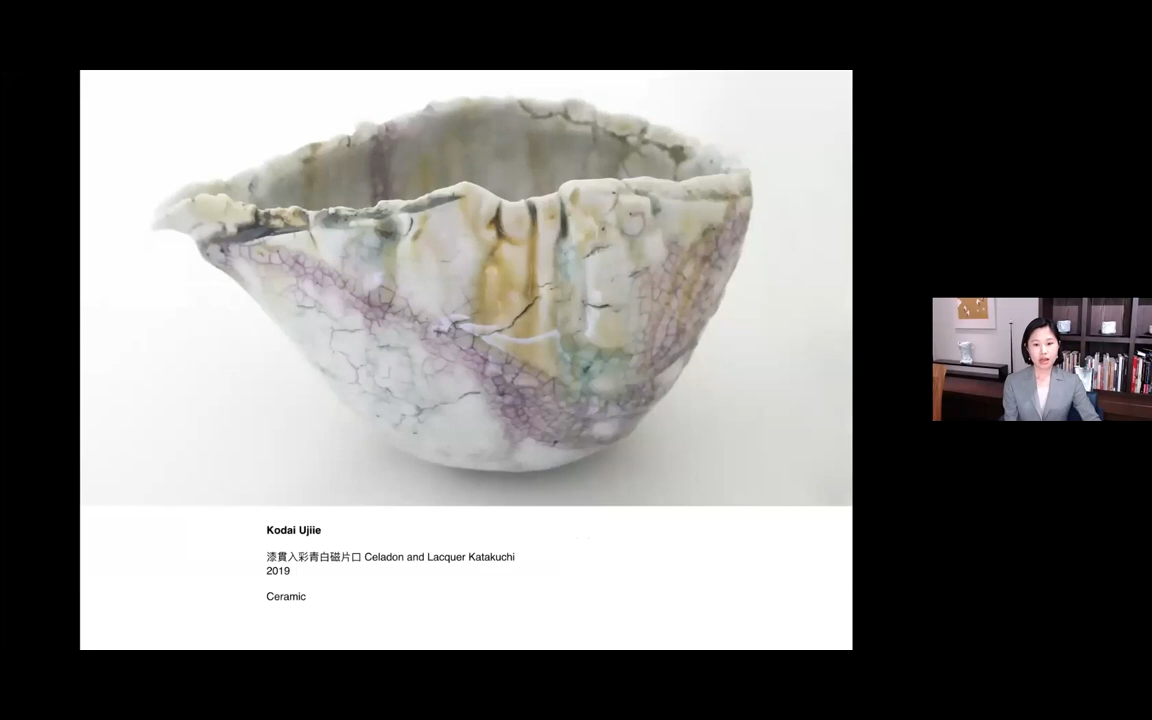 Kodai Ujiie
漆貫入彩青白磁片口 Celadon and Lacquer Katakuchi
2019
Ceramic